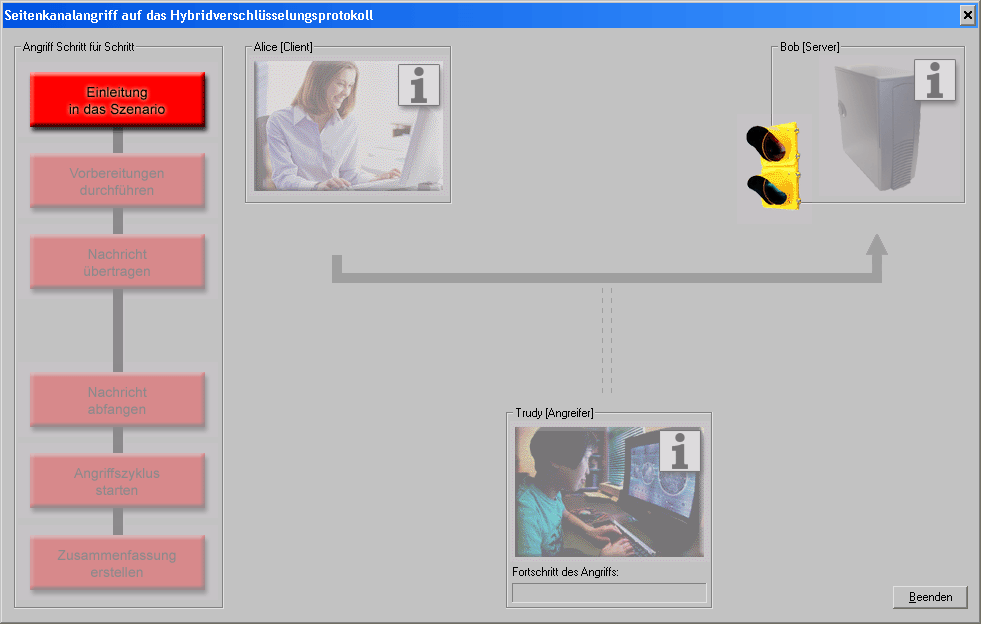 Seitenkanalangriff auf das Hybridverschlüsselungsprotokoll
Angriff Schritt für Schritt
Einleitung
in das Szenario
Vorbereitungen
durchführen
Nachricht
übertragen
Nachricht
abfangen
Angriffszyklus
starten
Zusammenfassung
erstellen
Alice [Client]
Bob [Server]
Trudy [Angreifer]
Fortschritt des Angriffs:
Beenden